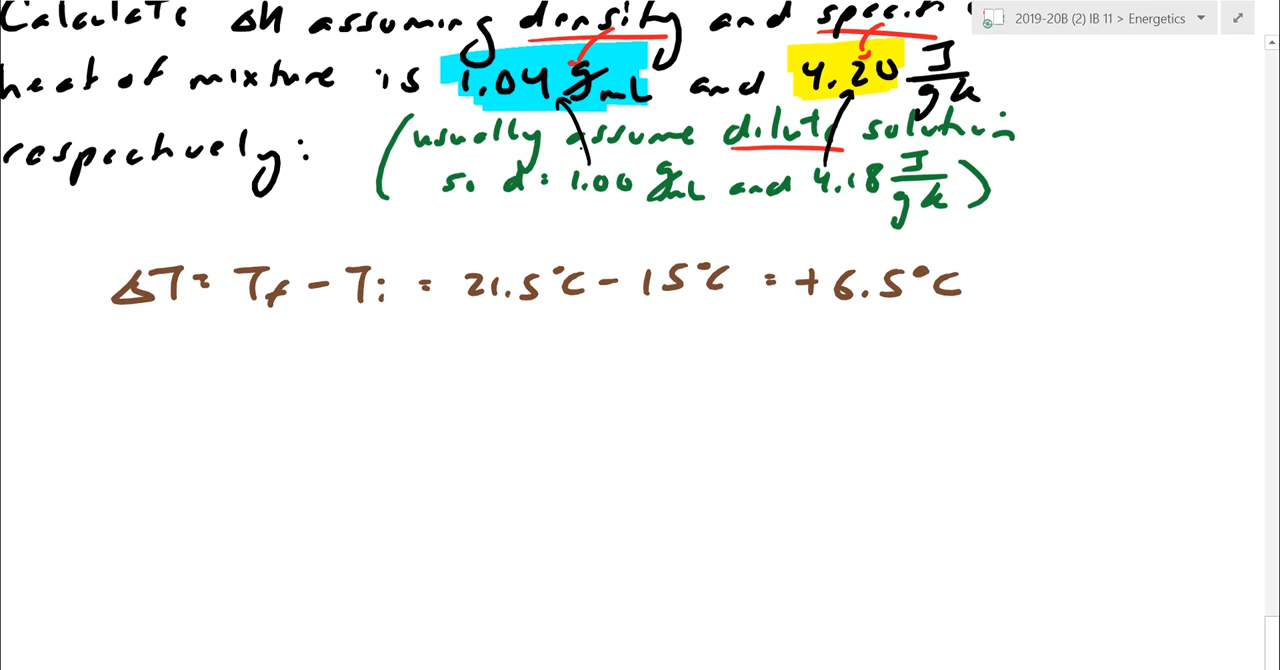 Calculate ΔH assuming density and specif
2019-20B (2) IB 11 > Energetics
heat of mixture is 1.04 g/mL and 4.20 J/gK
respectively:
(usually assume dilute solution
so d = 1.00 g/mL and 4.18 J/gK)
ΔT = Tf - Ti = 21.5°C - 15°C = +6.5°C